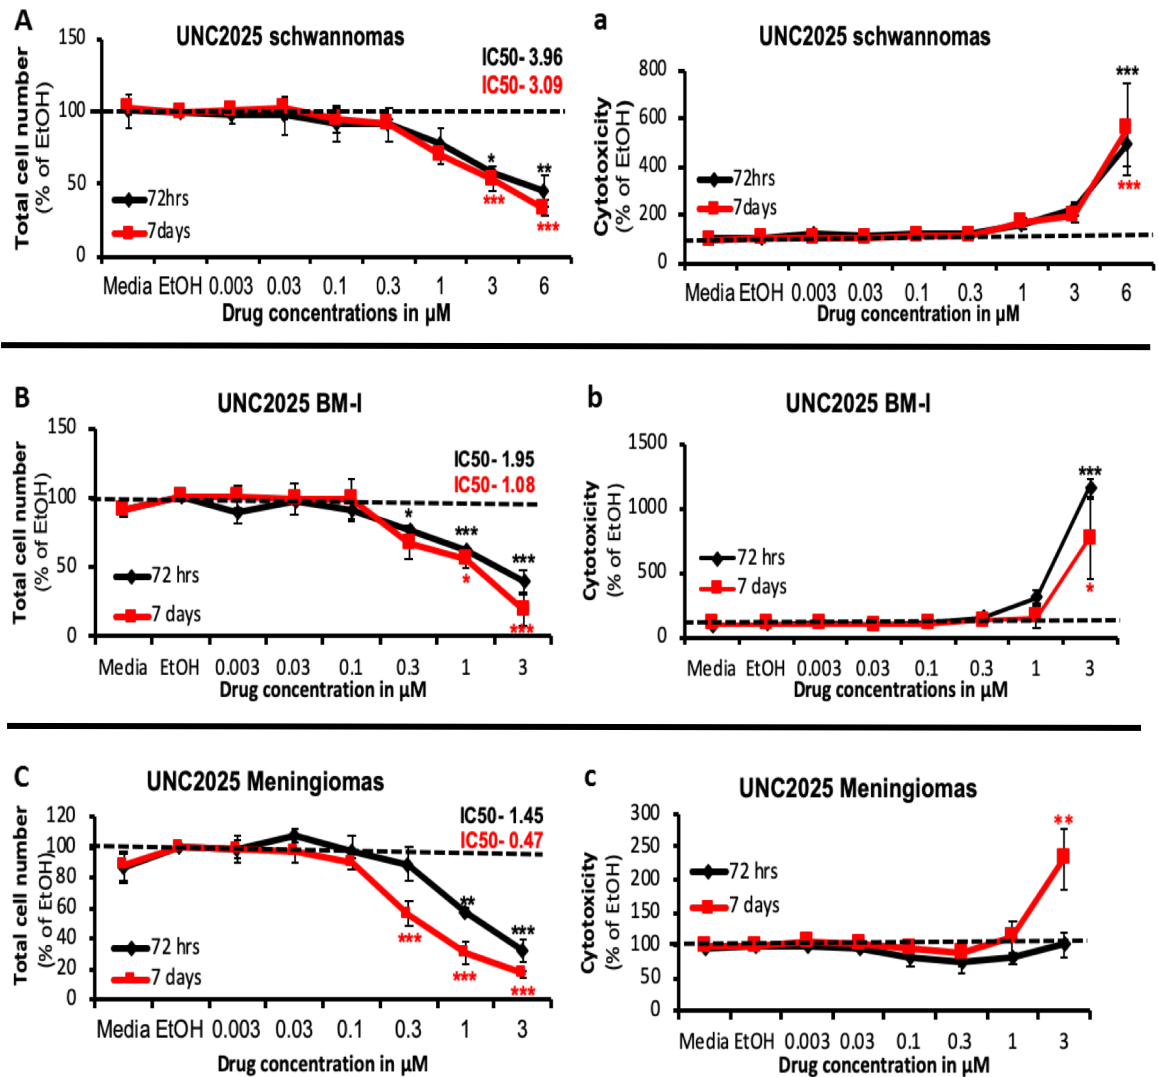 A
UNC2025 schwannomas
IC50- 3.96
IC50- 3.09
Total cell number
(% of EtOH)
150
100
50
0
*
**
***
***
72hrs
7days
Media EtOH 0.003 0.03 0.1 0.3 1 3 6
Drug concentrations in µM
a
UNC2025 schwannomas
Cytotoxicity
(% of EtOH)
800
600
400
200
0
***
***
72hrs
7days
Media EtOH 0.003 0.03 0.1 0.3 1 3 6
Drug concentration in µM
B
UNC2025 BM-I
IC50- 1.95
IC50- 1.08
Total cell number
(% of EtOH)
150
100
50
0
*
***
***
*
***
72 hrs
7 days
Media EtOH 0.003 0.03 0.1 0.3 1 3
Drug concentration in µM
b
UNC2025 BM-I
Cytotoxicity
(% of EtOH)
1500
1000
500
0
***
*
72 hrs
7 days
Media EtOH 0.003 0.03 0.1 0.3 1 3
Drug concentrations in µM
C
UNC2025 Meningiomas
IC50- 1.45
IC50- 0.47
Total cell number
(% of EtOH)
120
100
80
60
40
20
0
**
***
***
***
***
72 hrs
7 days
Media EtOH 0.003 0.03 0.1 0.3 1 3
Drug concentration in µM
c
UNC2025 Meningiomas
Cytotoxicity
(% of EtOH)
300
250
200
150
100
50
0
**
72 hrs
7 days
Media EtOH 0.003 0.03 0.1 0.3 1 3
Drug concentration in µM